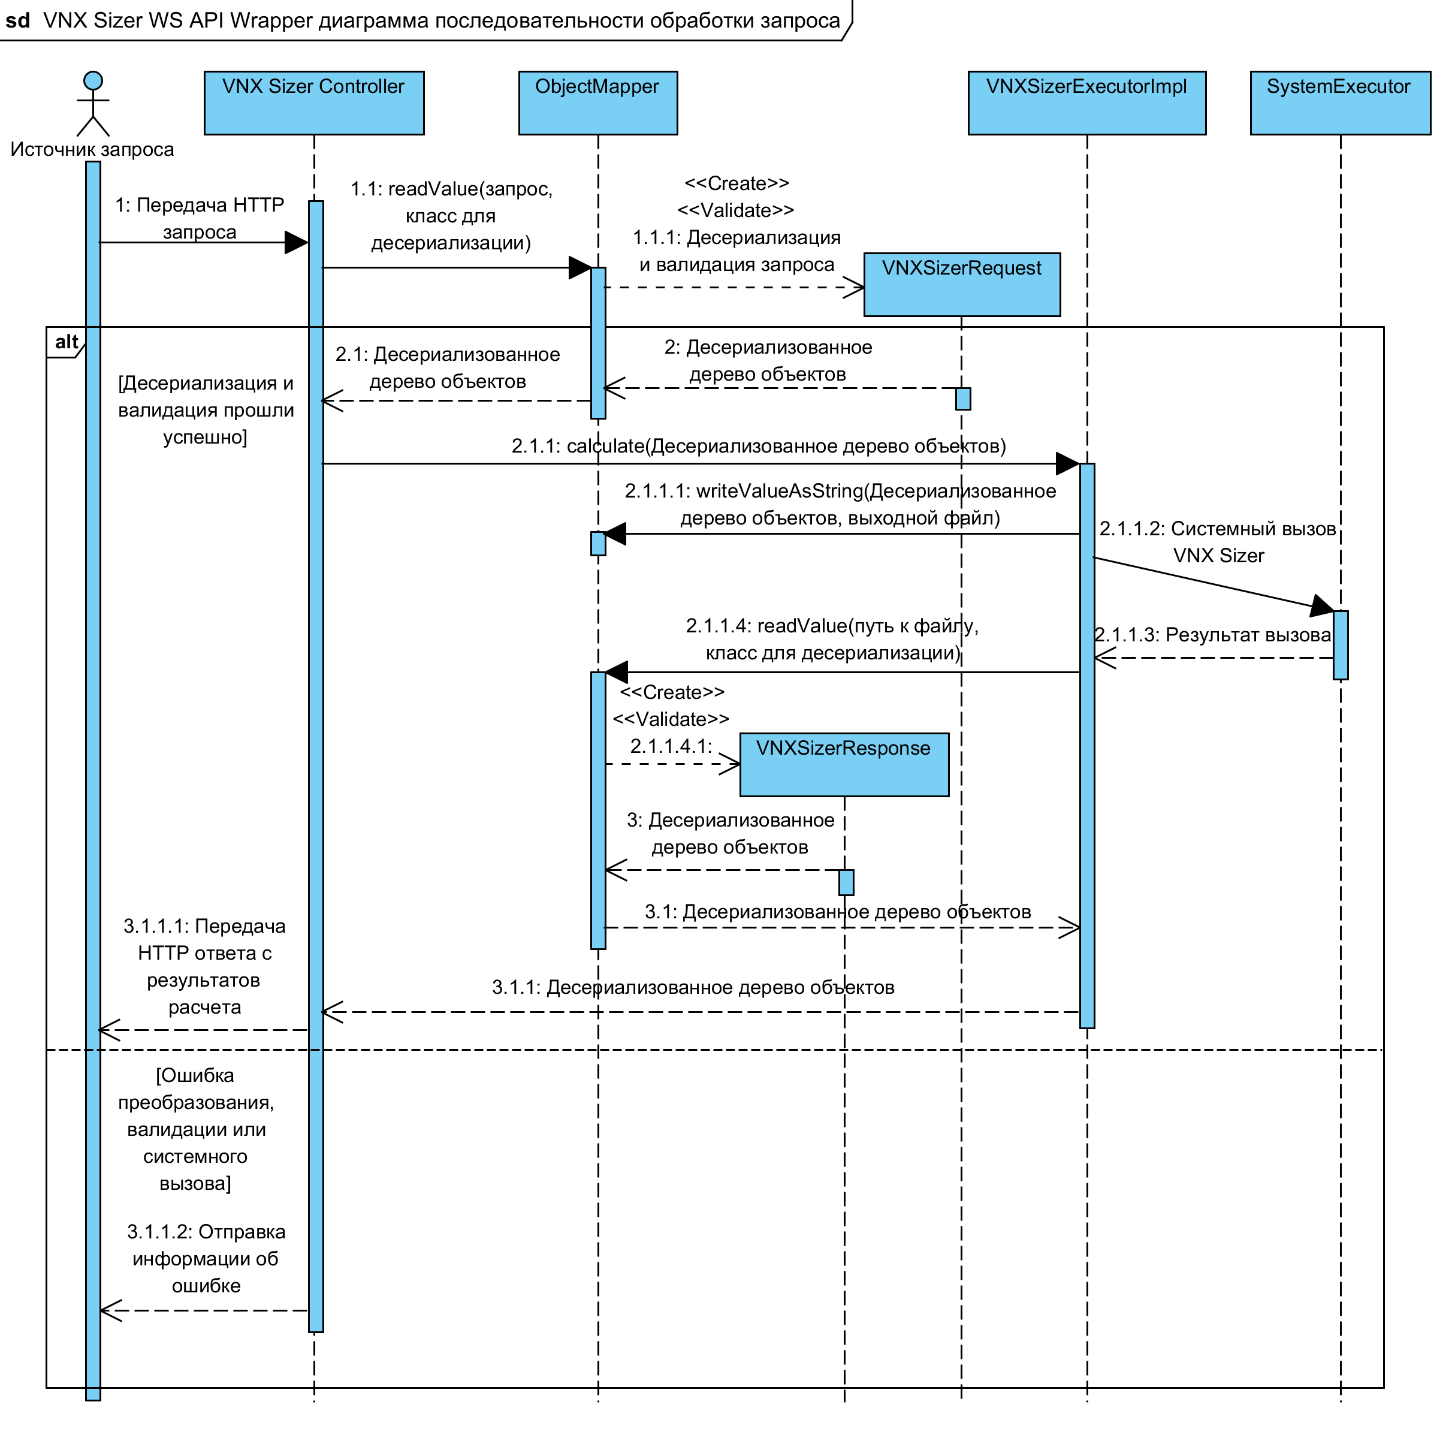 sd VNX Sizer WS API Wrapper диаграмма последовательности обработки запроса
VNX Sizer Controller
ObjectMapper
VNXSizerExecutorImpl
SystemExecutor
Источник запроса
1: Передача HTTP
запроса
1.1: readValue(запрос,
класс для
десериализации)
<<Create>>
<<Validate>>
1.1.1: Десериализация
и валидация запроса
VNXSizerRequest
alt
[Десериализация и
валидация прошли
успешно]
2: Десериализованное
дерево объектов
2.1: Десериализованное
дерево объектов
2.1.1: calculate(Десериализованное дерево объектов)
2.1.1.1: writeValueAsString(Десериализованное
дерево объектов, выходной файл)
2.1.1.2: Системный вызов
VNX Sizer
2.1.1.3: Результат вызова
2.1.1.4: readValue(путь к файлу,
класс для десериализации)
<<Create>>
<<Validate>>
2.1.1.4.1:
VNXSizerResponse
3: Десериализованное
дерево объектов
3.1: Десериализованное дерево объектов
3.1.1: Десериализованное дерево объектов
3.1.1.1: Передача
HTTP ответа с
результатов
расчета
[Ошибка
преобразования,
валидации или
системного
вызова]
3.1.1.2: Отправка
информации об
ошибке